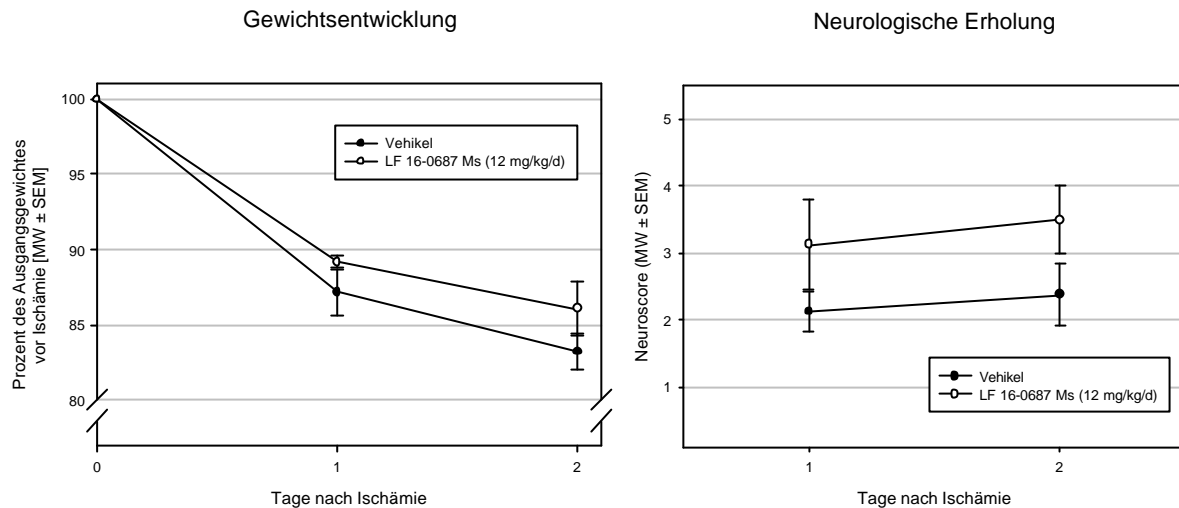 Gewichtsentwicklung
Prozent des Ausgangsgewichtes
vor Ischämie [MW ± SEM]
100
95
90
85
80
Vehikel
LF 16-0687 Ms (12 mg/kg/d)
0
1
2
Tage nach Ischämie
Neurologische Erholung
Neuroscore (MW ± SEM)
5
4
3
2
1
Vehikel
LF 16-0687 Ms (12 mg/kg/d)
1
2
Tage nach Ischämie